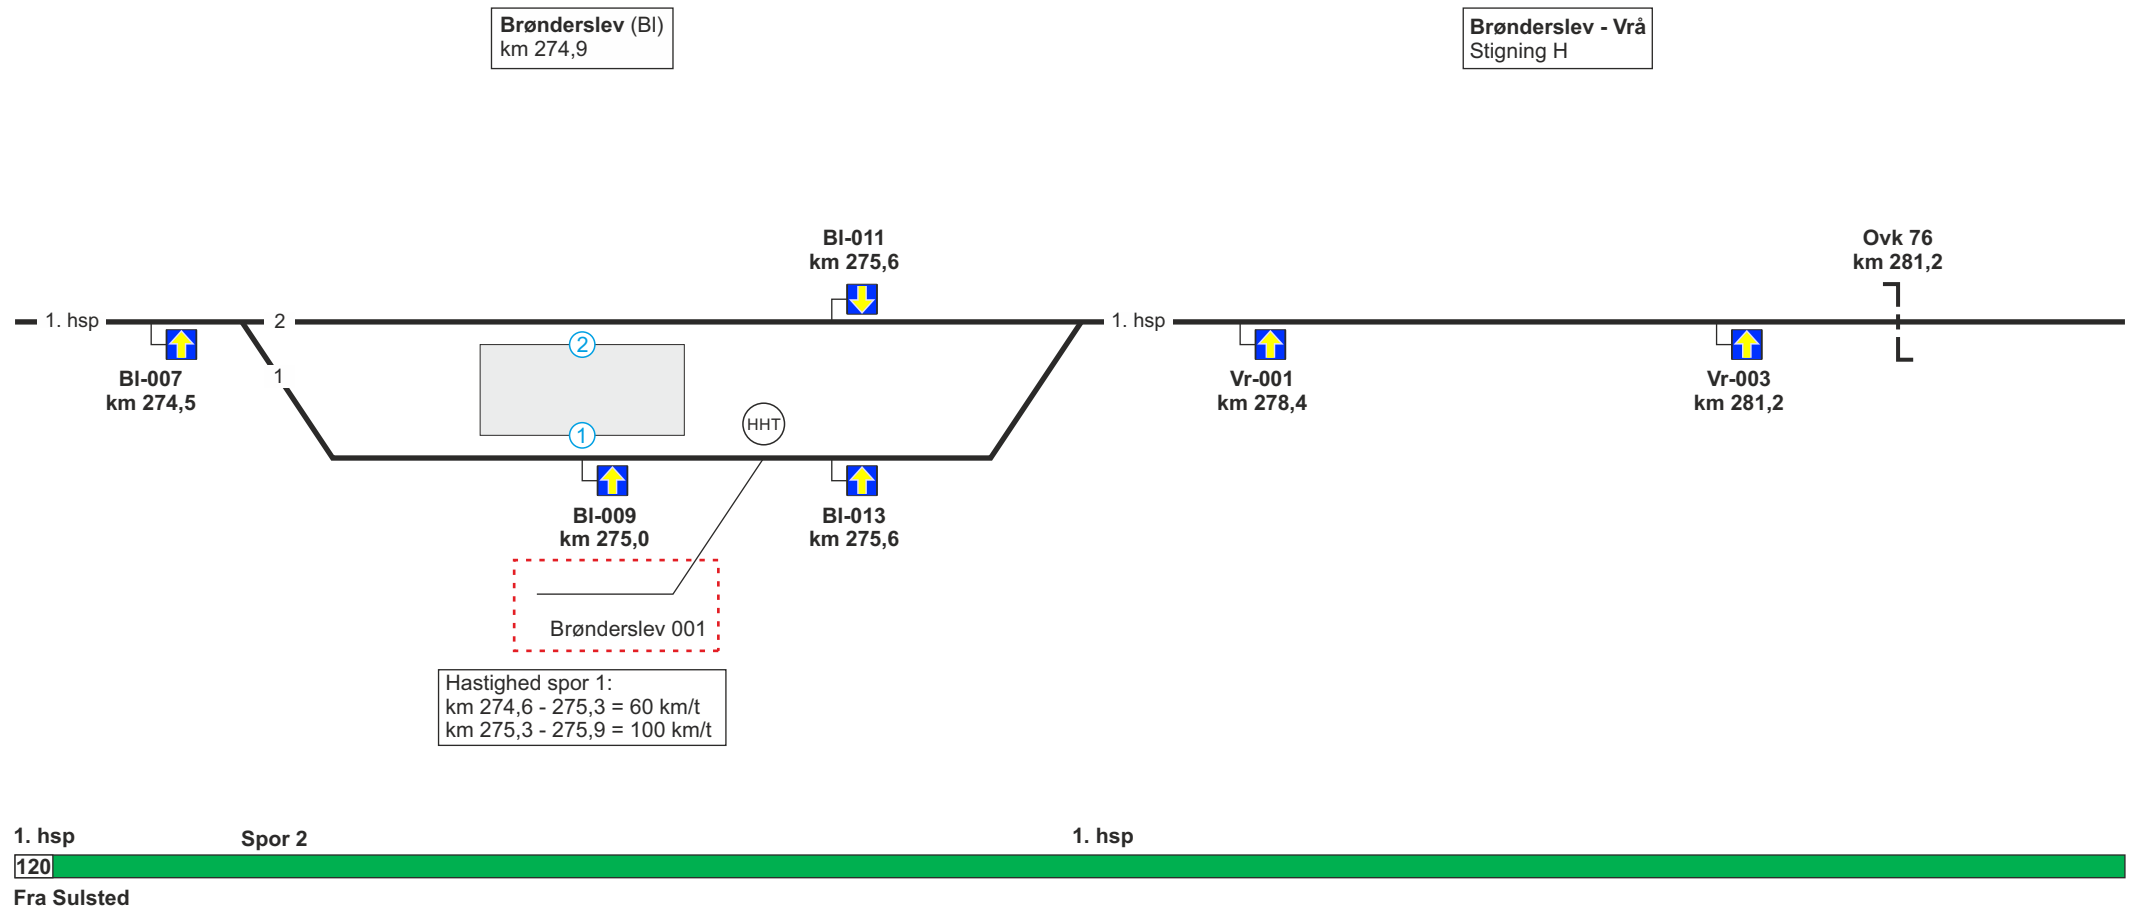 Brønderslev (Bl)
km 274,9
Brønderslev - Vrå
Stigning H
Bl-011
km 275,6
Ovk 76
km 281,2
1. hsp
2
1. hsp
Bl-007
km 274,5
1
2
1
HHT
Vr-001
km 278,4
Vr-003
km 281,2
Bl-009
km 275,0
Bl-013
km 275,6
Brønderslev 001
Hastighed spor 1:
km 274,6 - 275,3 = 60 km/t
km 275,3 - 275,9 = 100 km/t
1. hsp
Spor 2
1. hsp
120
Fra Sulsted